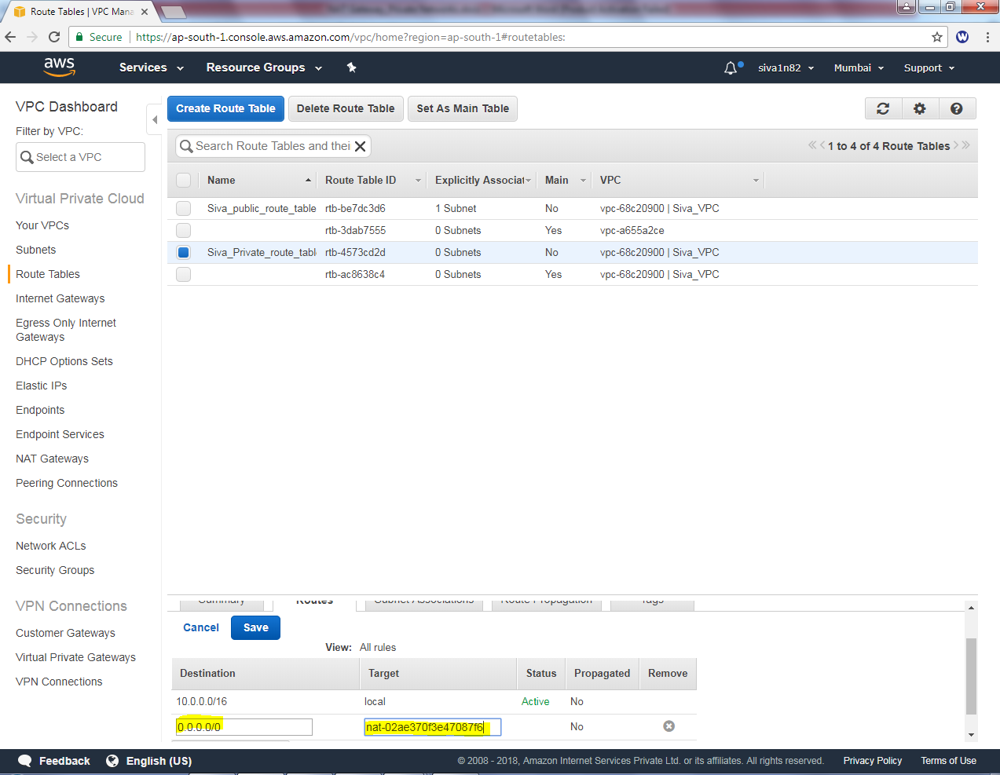 Route Tables | VPC Mana
Secure
https://ap-south-1.console.aws.amazon.com/vpc/home?region=ap-south-1#routetables:
aws
Services
Resource Groups
siva1n82
Mumbai
Support
VPC Dashboard
Filter by VPC:
Select a VPC
Virtual Private Cloud
Your VPCs
Subnets
Route Tables
Internet Gateways
Egress Only Internet
Gateways
DHCP Options Sets
Elastic IPs
Endpoints
Endpoint Services
NAT Gateways
Peering Connections
Security
Network ACLs
Security Groups
VPN Connections
Customer Gateways
Virtual Private Gateways
VPN Connections
Create Route Table Delete Route Table Set As Main Table
Search Route Tables and thei
1 to 4 of 4 Route Tables
Name Route Table ID Explicitly Associat Main VPC
Siva_public_route_table rtb-be7dc3d6 1 Subnet No vpc-68c20900 | Siva_VPC
rtb-3dab7555 0 Subnets Yes vpc-a655a2ce
Siva_Private_route_tabl rtb-4573cd2d 0 Subnets No vpc-68c20900 | Siva_VPC
rtb-ac8638c4 0 Subnets Yes vpc-68c20900 | Siva_VPC
Summary Routes Subnet Associations Route Propagation Tags
Cancel Save
View: All rules
Destination Target Status Propagated Remove
10.0.0.0/16 local Active No
0.0.0.0/0 nat-02ae370f3e47087f6 No
Feedback English (US)
© 2008 - 2018, Amazon Internet Services Private Ltd. or its affiliates. All rights reserved. Privacy Policy Terms of Use